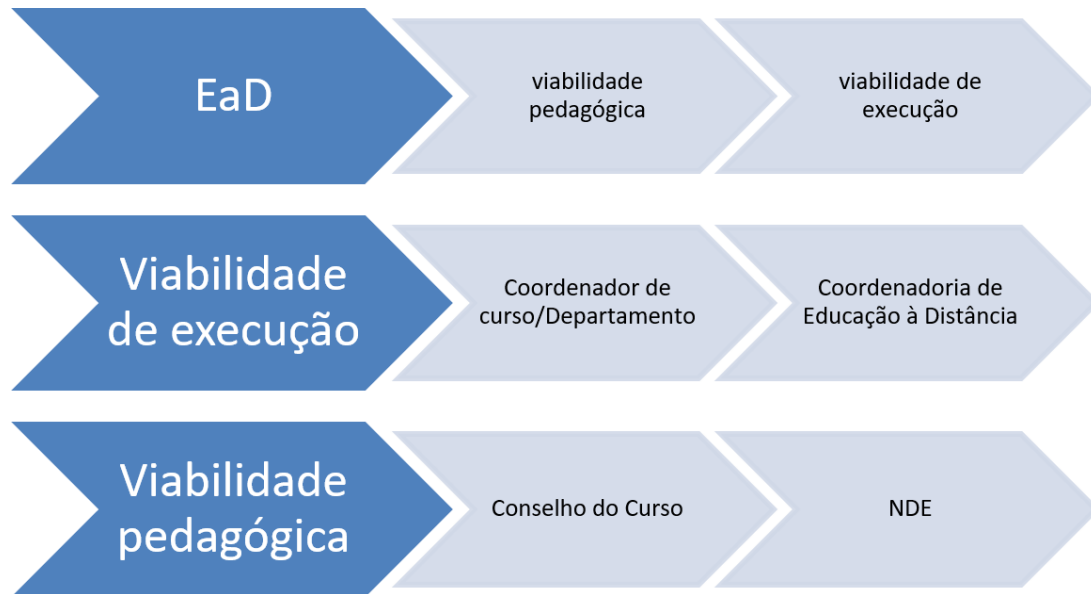 EaD
viabilidade
pedagógica
viabilidade de
execução
Viabilidade
de execução
Coordenador de
curso/Departamento
Coordenadoria de
Educação à Distância
Viabilidade
pedagógica
Conselho do Curso
NDE